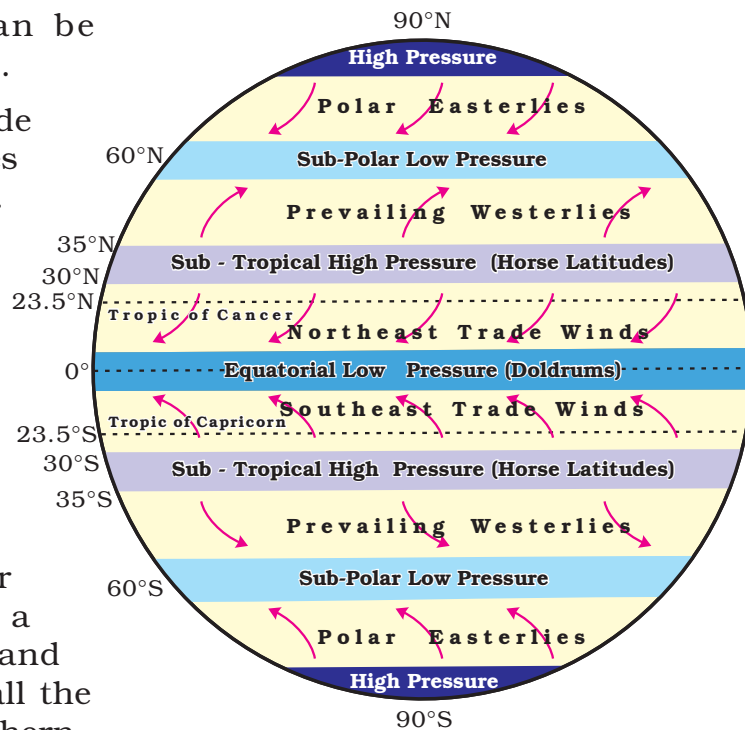 an be
.
de
es
90°N
High Pressure
Polar Easterlies
60°N
Sub-Polar Low Pressure
Prevailing Westerlies
35°N
Sub - Tropical High Pressure (Horse Latitudes)
30°N
23.5°N
Tropic of Cancer
Northeast Trade Winds
0°
Equatorial Low Pressure (Doldrums)
Southeast Trade Winds
Tropic of Capricorn
23.5°S
30°S
Sub - Tropical High Pressure (Horse Latitudes)
35°S
Prevailing Westerlies
60°S
Sub-Polar Low Pressure
r
a
and
all the
hern
Polar Easterlies
High Pressure
90°S